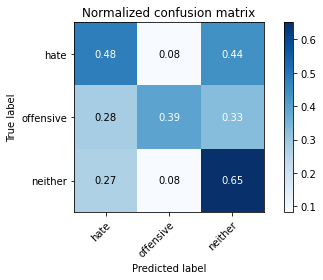 Normalized confusion matrix
True label
hate 0.48 0.08 0.44
offensive 0.28 0.39 0.33
neither 0.27 0.08 0.65
hate offensive neither
Predicted label
0.6
0.5
0.4
0.3
0.2
0.1